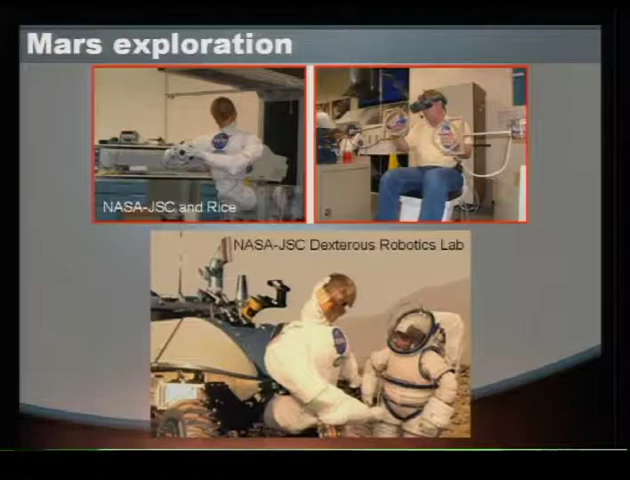 Mars exploration
NASA-JSC and Rice
NASA-JSC Dexterous Robotics Lab